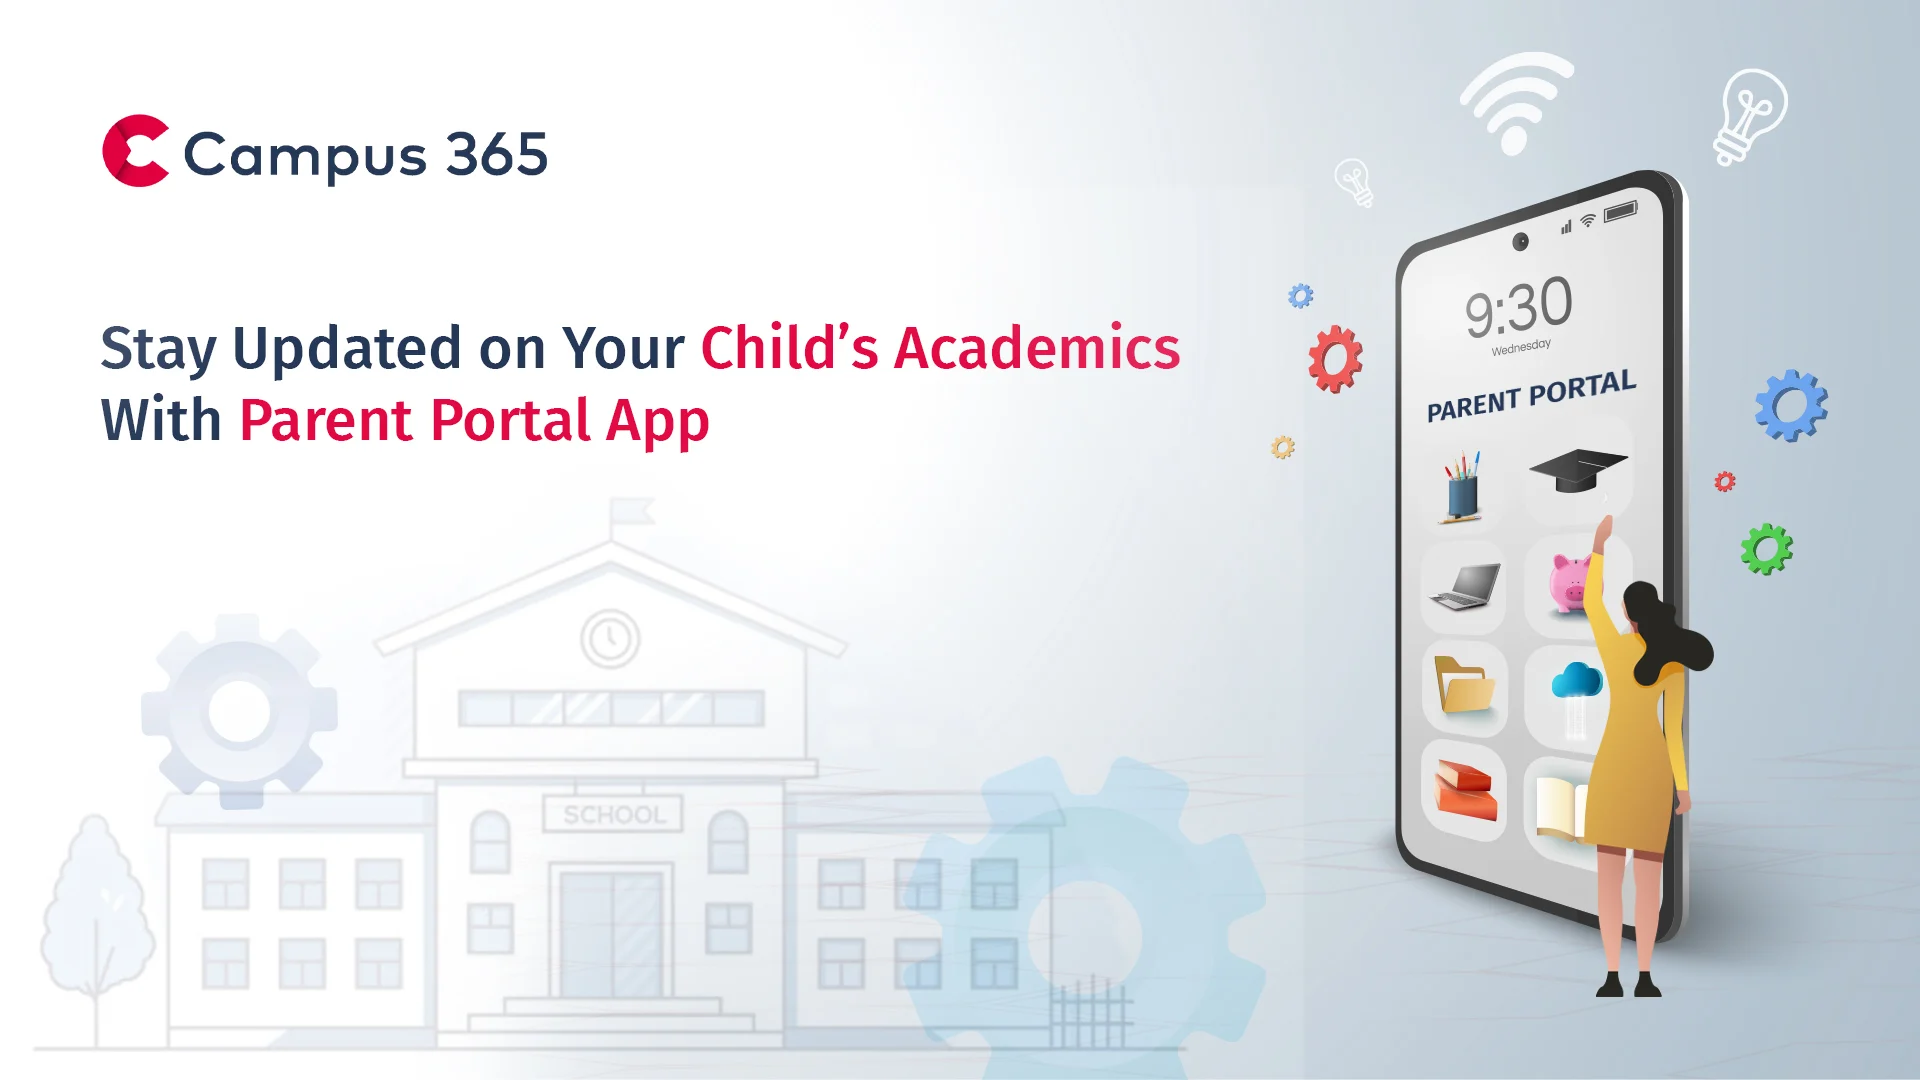 Campus 365
Stay Updated on Your Child's Academics
With Parent Portal App
SCHOOL
9:30
Wednesday
PARENT PORTAL